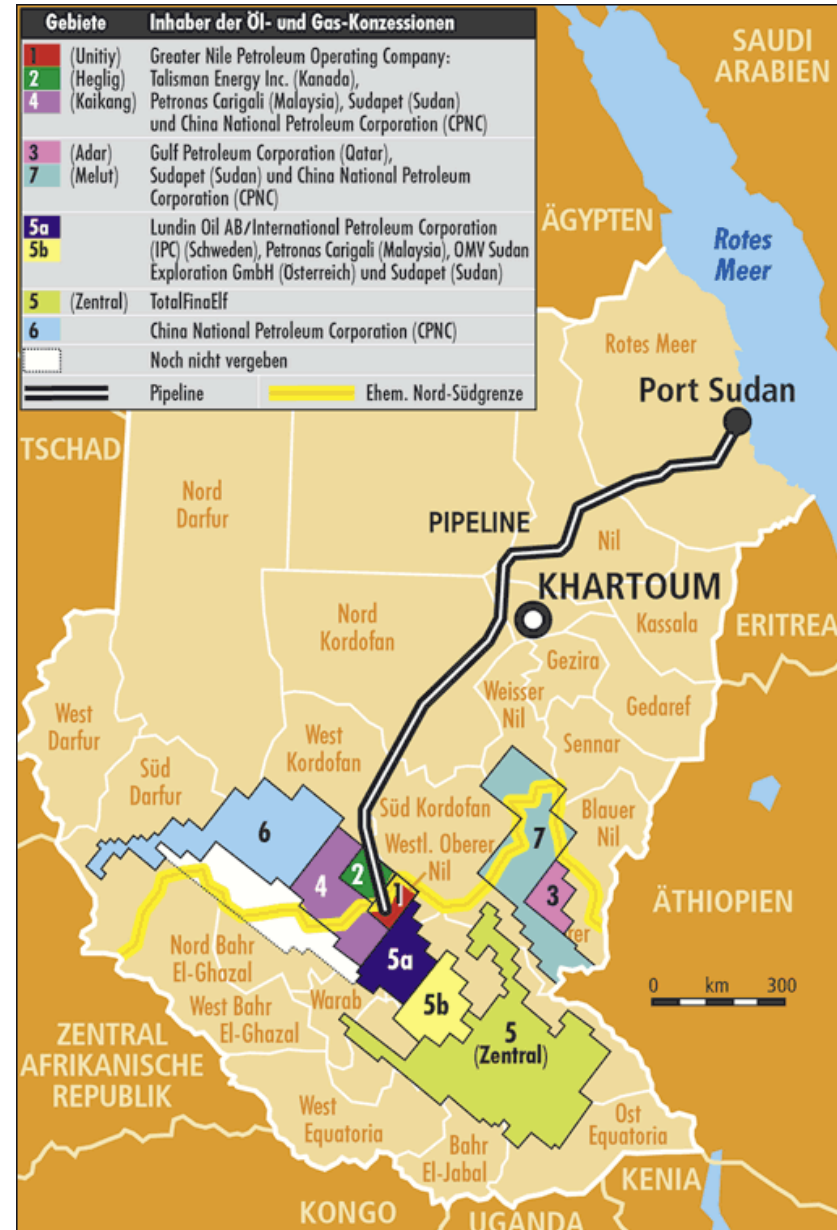 Gebiete Inhaber der Öl- und Gas-Konzessionen
1 (Unitiy) Greater Nile Petroleum Operating Company:
2 (Heglig) Talisman Energy Inc. (Kanada),
4 (Kaikang) Petronas Carigali (Malaysia), Sudapet (Sudan)
und China National Petroleum Corporation (CPNC)
3 (Adar) Gulf Petroleum Corporation (Qatar),
7 (Melut) Sudapet (Sudan) und China National Petroleum
Corporation (CPNC)
5a Lundin Oil AB/International Petroleum Corporation
5b (IPC) (Schweden), Petronas Carigali (Malaysia), OMV Sudan
Exploration GmbH (Österreich) und Sudapet (Sudan)
5 (Zentral) TotalFinaElf
6 China National Petroleum Corporation (CPNC)
Noch nicht vergeben
Pipeline Ehem. Nord-Südgrenze
SAUDI
ARABIEN
ÄGYPTEN
Rotes
Meer
Rotes Meer
Port Sudan
TSCHAD
Nord
Darfur
PIPELINE
Nil
KHARTOUM
Kassala
ERITREA
Nord
Kordofan
Gezira
Weisser
Nil
Gedaref
West
Darfur
West
Kordofan
Sennar
Süd
Darfur
Süd Kordofan
Blauer
Nil
6
7
Westl. Oberer
Nil
2
4
1
3
rer
ÄTHIOPIEN
Nord Bahr
El-Ghazal
5a
0 km 300
West Bahr
El-Ghazal
Warab
5b
5
(Zentral)
ZENTRAL
AFRIKANISCHE
REPUBLIK
West
Equatoria
Bahr
El-Jabal
Ost
Equatoria
KENIA
KONGO
UGANDA